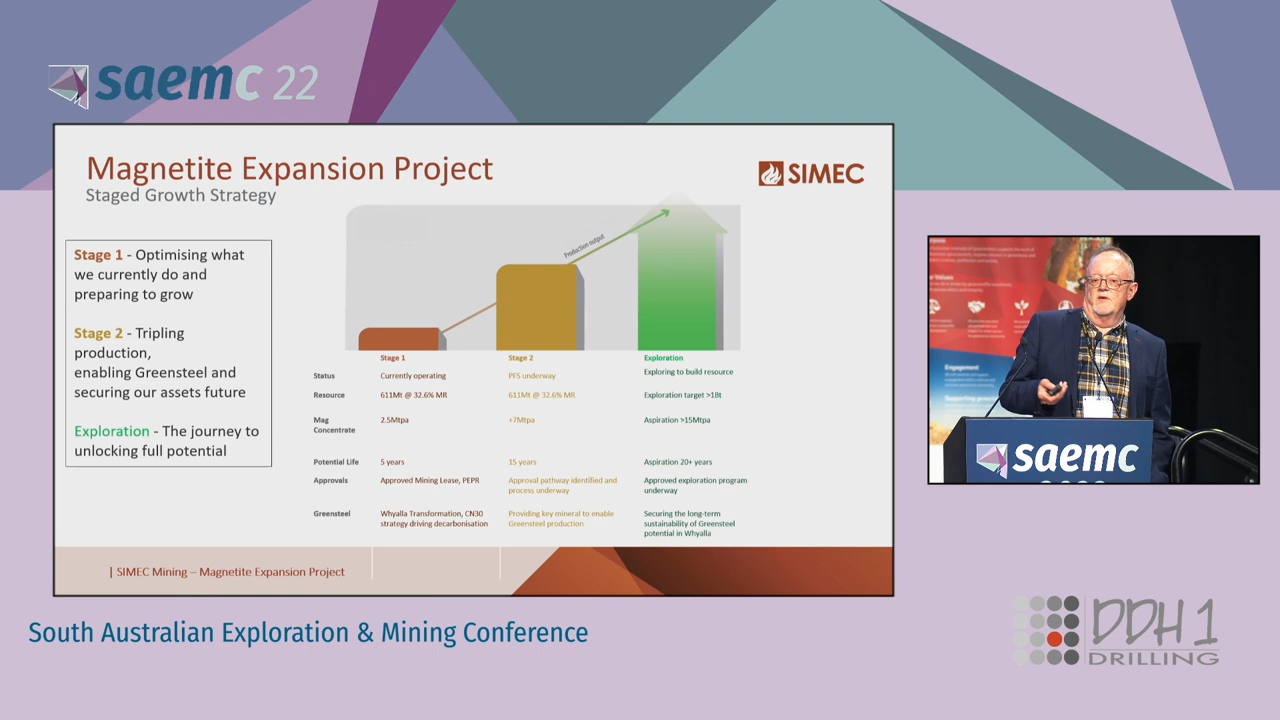 saemc 22
Magnetite Expansion Project
Staged Growth Strategy
SIMEC
Stage 1 - Optimising what
we currently do and
preparing to grow
Stage 2 - Tripling
production,
enabling Greensteel and
securing our assets future
Exploration - The journey to
unlocking full potential
Production output
Stage 1 Stage 2 Exploration
Status Currently operating PFS underway Exploring to build resource
Resource 611Mt @ 32.6% MR 611Mt @ 32.6% MR Exploration target >1Bt
Mag
Concentrate 2.5Mtpa +7Mtpa Aspiration >15Mtpa
Potential Life 5 years 15 years Aspiration 20+ years
Approvals Approved Mining Lease, PEPR Approval pathway identified and
process underway Approved exploration program
underway
Greensteel Whyalla Transformation, CN30
strategy driving decarbonisation Providing key mineral to enable
Greensteel production Securing the long-term
sustainability of Greensteel
potential in Whyalla
| SIMEC Mining – Magnetite Expansion Project
Engagement
saemc
South Australian Exploration & Mining Conference
DDH 1
DRILLING